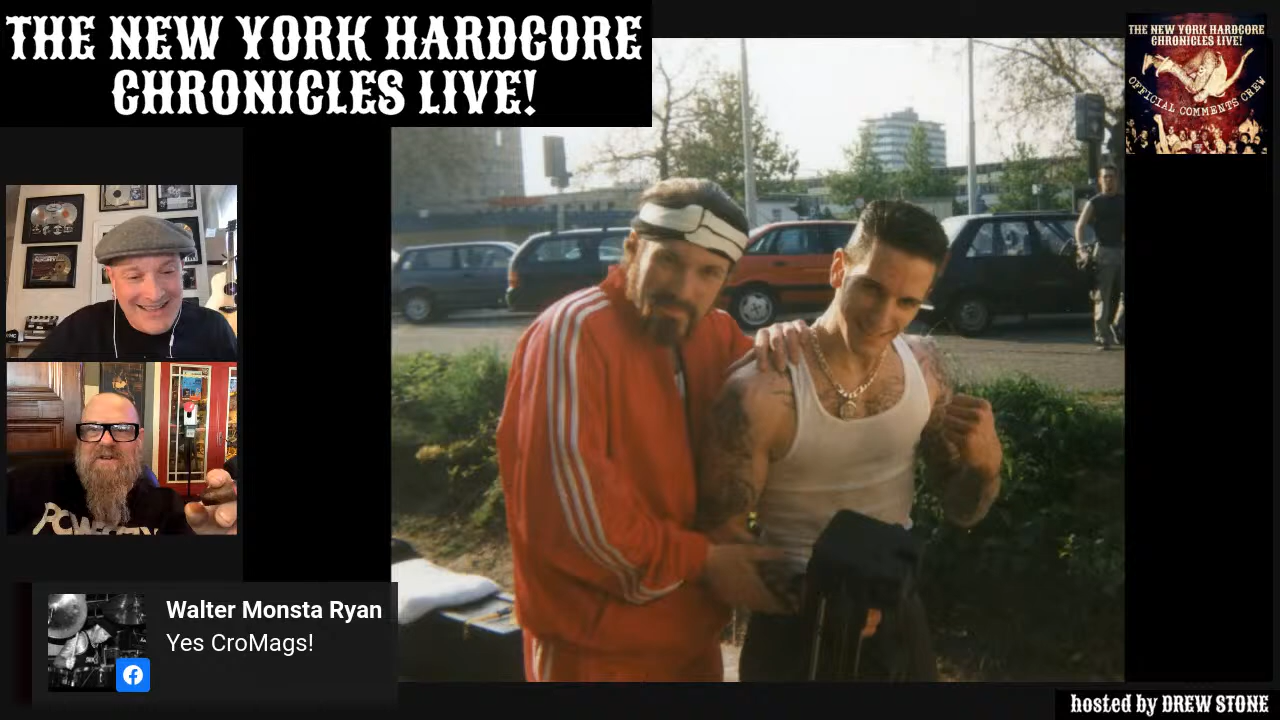 THE NEW YORK HARDCORE
CHRONICLES LIVE!
THE NEW YORK HARDCORE
CHRONICLES LIVE!
OFFICIAL COMMENTS CREW
Walter Monsta Ryan
Yes CroMags!
hosted by DREW STONE